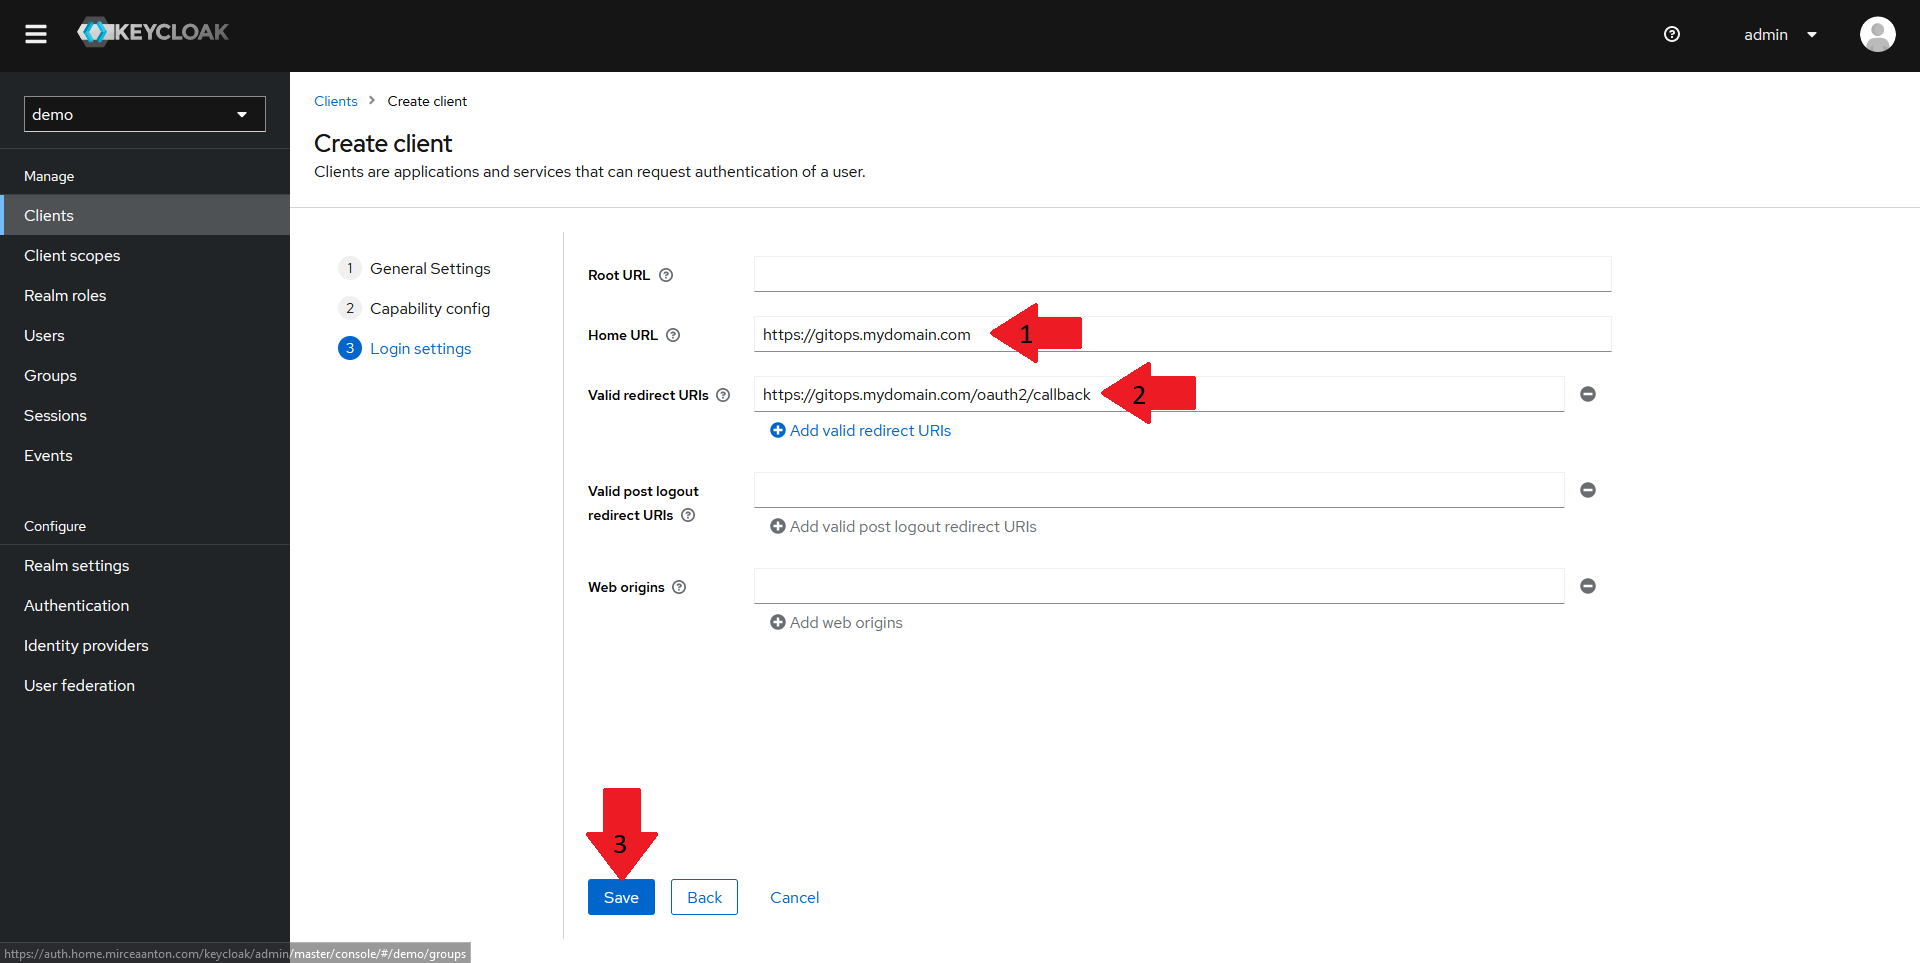 KEYCLOAK
admin
demo
Manage
Clients
Client scopes
Realm roles
Users
Groups
Sessions
Events
Configure
Realm settings
Authentication
Identity providers
User federation
Clients > Create client
Create client
Clients are applications and services that can request authentication of a user.
1 General Settings
2 Capability config
3 Login settings
Root URL
Home URL https://gitops.mydomain.com 1
Valid redirect URIs https://gitops.mydomain.com/oauth2/callback 2
Add valid redirect URIs
Valid post logout
redirect URIs
Add valid post logout redirect URIs
Web origins
Add web origins
3
Save Back Cancel
https://auth.home.mirceaanton.com/keycloak/admin/master/console/#/demo/groups